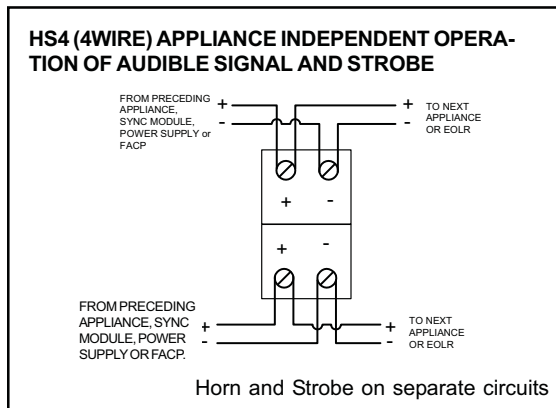 HS4 (4WIRE) APPLIANCE INDEPENDENT OPERA-
TION OF AUDIBLE SIGNAL AND STROBE
FROM PRECEDING
APPLIANCE,
SYNC MODULE,
POWER SUPPLY or
FACP
+
-
+
-
TO NEXT
APPLIANCE
OR EOLR
+ -
+ -
FROM PRECEDING
APPLIANCE, SYNC
MODULE, POWER
SUPPLY OR FACP.
+
-
+
-
TO NEXT
APPLIANCE
OR EOLR
Horn and Strobe on separate circuits